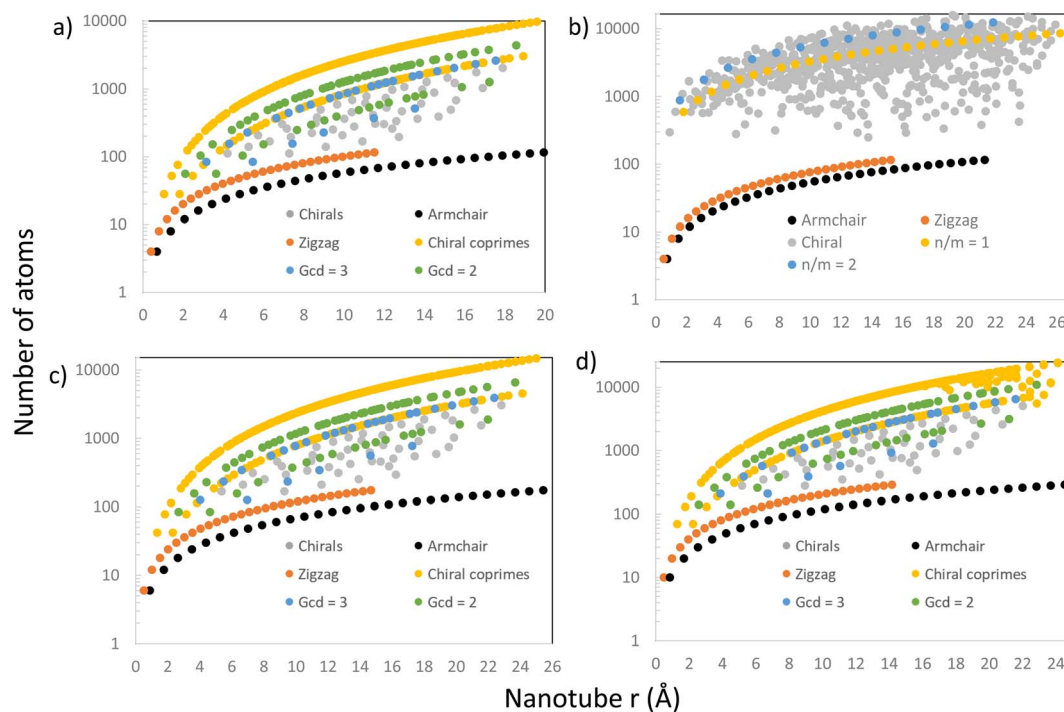 a)
10000
1000
100
10
1
0 2 4 6 8 10 12 14 16 18 20
Chirals Armchair
Zigzag Chiral coprimes
Gcd = 3 Gcd = 2
b)
10000
1000
100
10
1
0 2 4 6 8 10 12 14 16 18 20 22 24 26
Armchair Zigzag
Chiral n/m = 1
n/m = 2
c)
10000
1000
100
10
1
0 2 4 6 8 10 12 14 16 18 20 22 24 26
Chirals Armchair
Zigzag Chiral coprimes
Gcd = 3 Gcd = 2
d)
10000
1000
100
10
1
0 2 4 6 8 10 12 14 16 18 20 22 24
Chirals Armchair
Zigzag Chiral coprimes
Gcd = 3 Gcd = 2
Number of atoms
Nanotube r (Å)